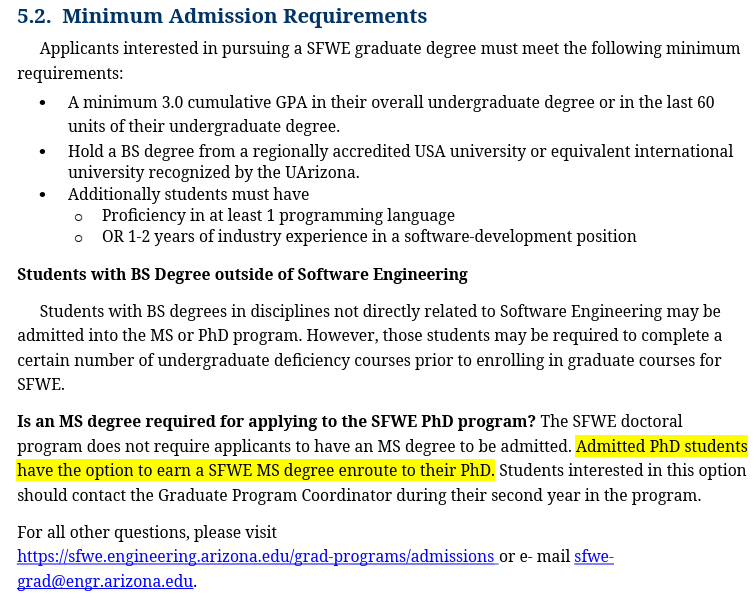 5.2. Minimum Admission Requirements
Applicants interested in pursuing a SFWE graduate degree must meet the following minimum
requirements:
• A minimum 3.0 cumulative GPA in their overall undergraduate degree or in the last 60
units of their undergraduate degree.
• Hold a BS degree from a regionally accredited USA university or equivalent international
university recognized by the UArizona.
• Additionally students must have
○ Proficiency in at least 1 programming language
○ OR 1-2 years of industry experience in a software-development position
Students with BS Degree outside of Software Engineering
Students with BS degrees in disciplines not directly related to Software Engineering may be
admitted into the MS or PhD program. However, those students may be required to complete a
certain number of undergraduate deficiency courses prior to enrolling in graduate courses for
SFWE.
Is an MS degree required for applying to the SFWE PhD program? The SFWE doctoral
program does not require applicants to have an MS degree to be admitted. Admitted PhD students
have the option to earn a SFWE MS degree enroute to their PhD. Students interested in this option
should contact the Graduate Program Coordinator during their second year in the program.
For all other questions, please visit
https://sfwe.engineering.arizona.edu/grad-programs/admissions or e- mail sfwe-
grad@engr.arizona.edu.